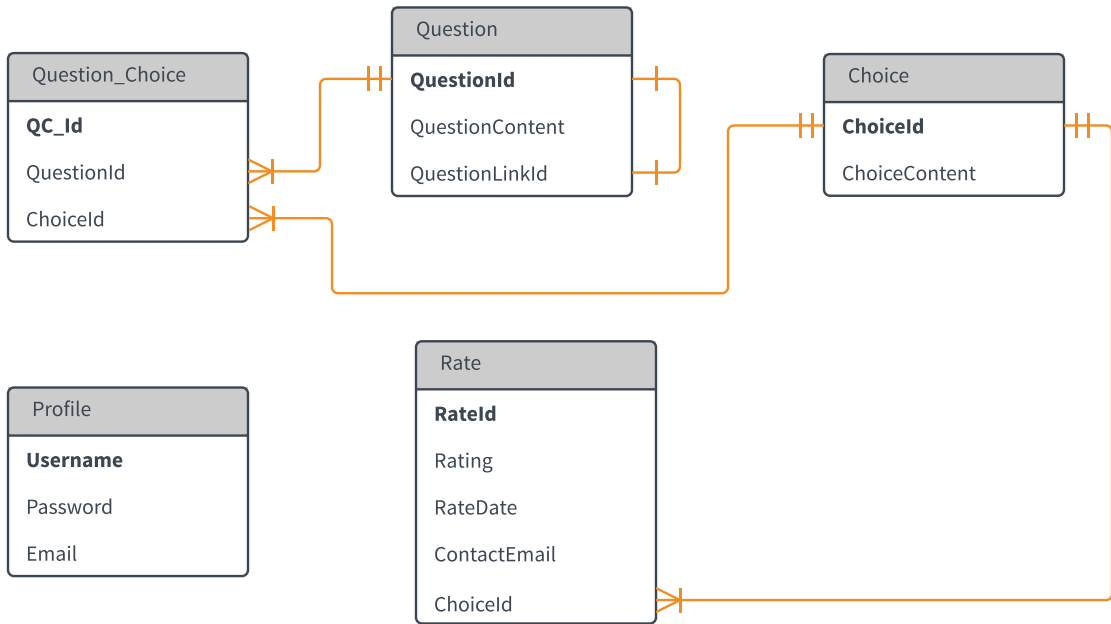 Question_Choice
QC_Id
QuestionId
ChoiceId
Question
QuestionId
QuestionContent
QuestionLinkId
Choice
ChoiceId
ChoiceContent
Profile
Username
Password
Email
Rate
RateId
Rating
RateDate
ContactEmail
ChoiceId